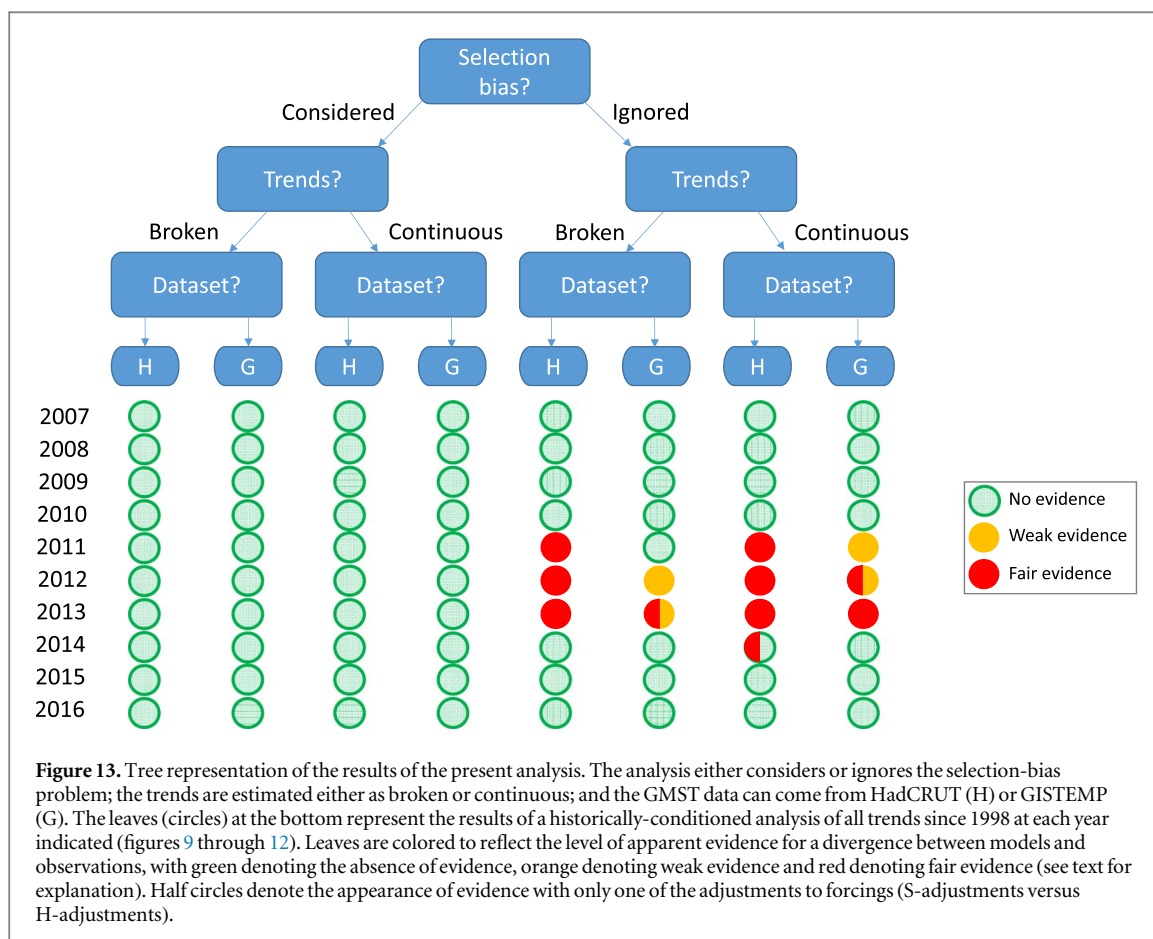 Selection
bias?
Considered
Ignored
Trends?
Trends?
Broken
Continuous
Broken
Continuous
Dataset?
Dataset?
Dataset?
Dataset?
H
G
H
G
H
G
H
G
2007
2008
2009
2010
2011
2012
2013
2014
2015
2016
No evidence
Weak evidence
Fair evidence
Figure 13. Tree representation of the results of the present analysis. The analysis either considers or ignores the selection-bias
problem; the trends are estimated either as broken or continuous; and the GMST data can come from HadCRUT (H) or GISTEMP
(G). The leaves (circles) at the bottom represent the results of a historically-conditioned analysis of all trends since 1998 at each year
indicated (figures 9 through 12). Leaves are colored to reflect the level of apparent evidence for a divergence between models and
observations, with green denoting the absence of evidence, orange denoting weak evidence and red denoting fair evidence (see text for
explanation). Half circles denote the appearance of evidence with only one of the adjustments to forcings (S-adjustments versus
H-adjustments).